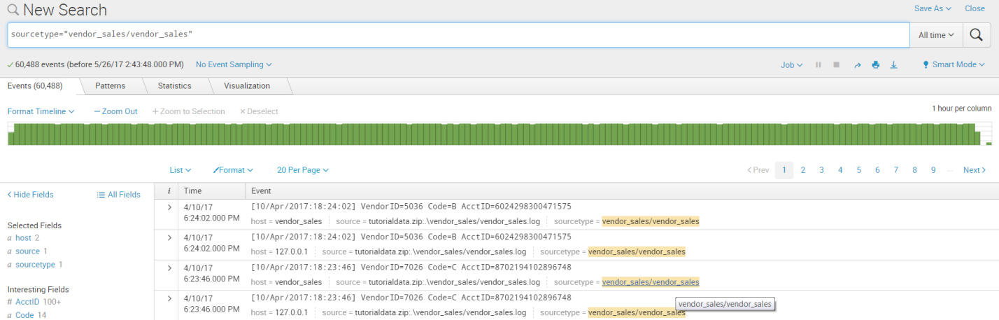 New Search Save As Close
sourcetype="vendor_sales/vendor_sales" All time
60,488 events (before 5/26/17 2:43:48.000 PM) No Event Sampling Job Smart Mode
Events (60,488) Patterns Statistics Visualization
Format Timeline − Zoom Out + Zoom to Selection × Deselect 1 hour per column
List Format 20 Per Page < Prev 1 2 3 4 5 6 7 8 9 ... Next >
< Hide Fields All Fields
Selected Fields
a host 2
a source 1
a sourcetype 1
Interesting Fields
# AcctID 100+
a Code 14
i Time Event
> 4/10/17 [10/Apr/2017:18:24:02] VendorID=5036 Code=B AcctID=6024298300471575
6:24:02.000 PM host = vendor_sales source = tutorialdata.zip:.\vendor_sales/vendor_sales.log sourcetype = vendor_sales/vendor_sales
> 4/10/17 [10/Apr/2017:18:24:02] VendorID=5036 Code=B AcctID=6024298300471575
6:24:02.000 PM host = 127.0.0.1 source = tutorialdata.zip:.\vendor_sales/vendor_sales.log sourcetype = vendor_sales/vendor_sales
> 4/10/17 [10/Apr/2017:18:23:46] VendorID=7026 Code=C AcctID=8702194102896748
6:23:46.000 PM host = vendor_sales source = tutorialdata.zip:.\vendor_sales/vendor_sales.log sourcetype = vendor_sales/vendor_sales
> 4/10/17 [10/Apr/2017:18:23:46] VendorID=7026 Code=C AcctID=8702194102896748
vendor_sales/vendor_sales
6:23:46.000 PM host = 127.0.0.1 source = tutorialdata.zip:.\vendor_sales/vendor_sales.log sourcetype = vendor_sales/vendor_sales